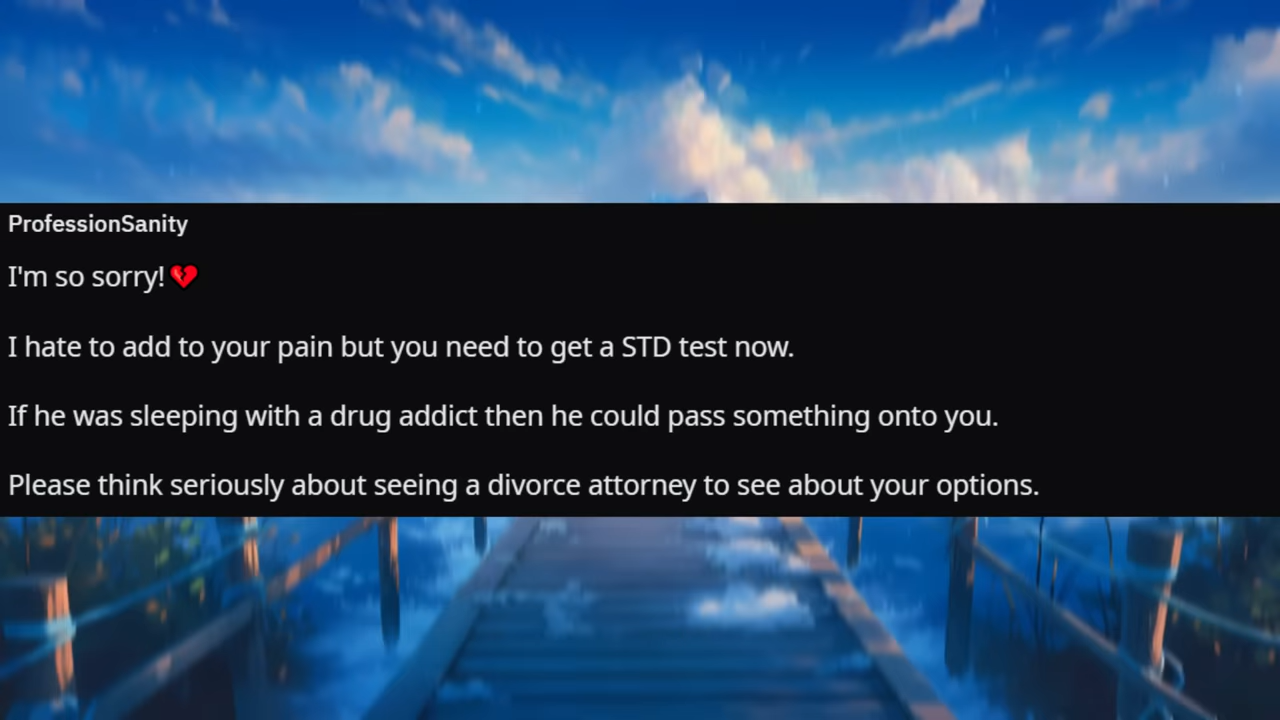 ProfessionSanity
I'm so sorry!💔
I hate to add to your pain but you need to get a STD test now.
If he was sleeping with a drug addict then he could pass something onto you.
Please think seriously about seeing a divorce attorney to see about your options.